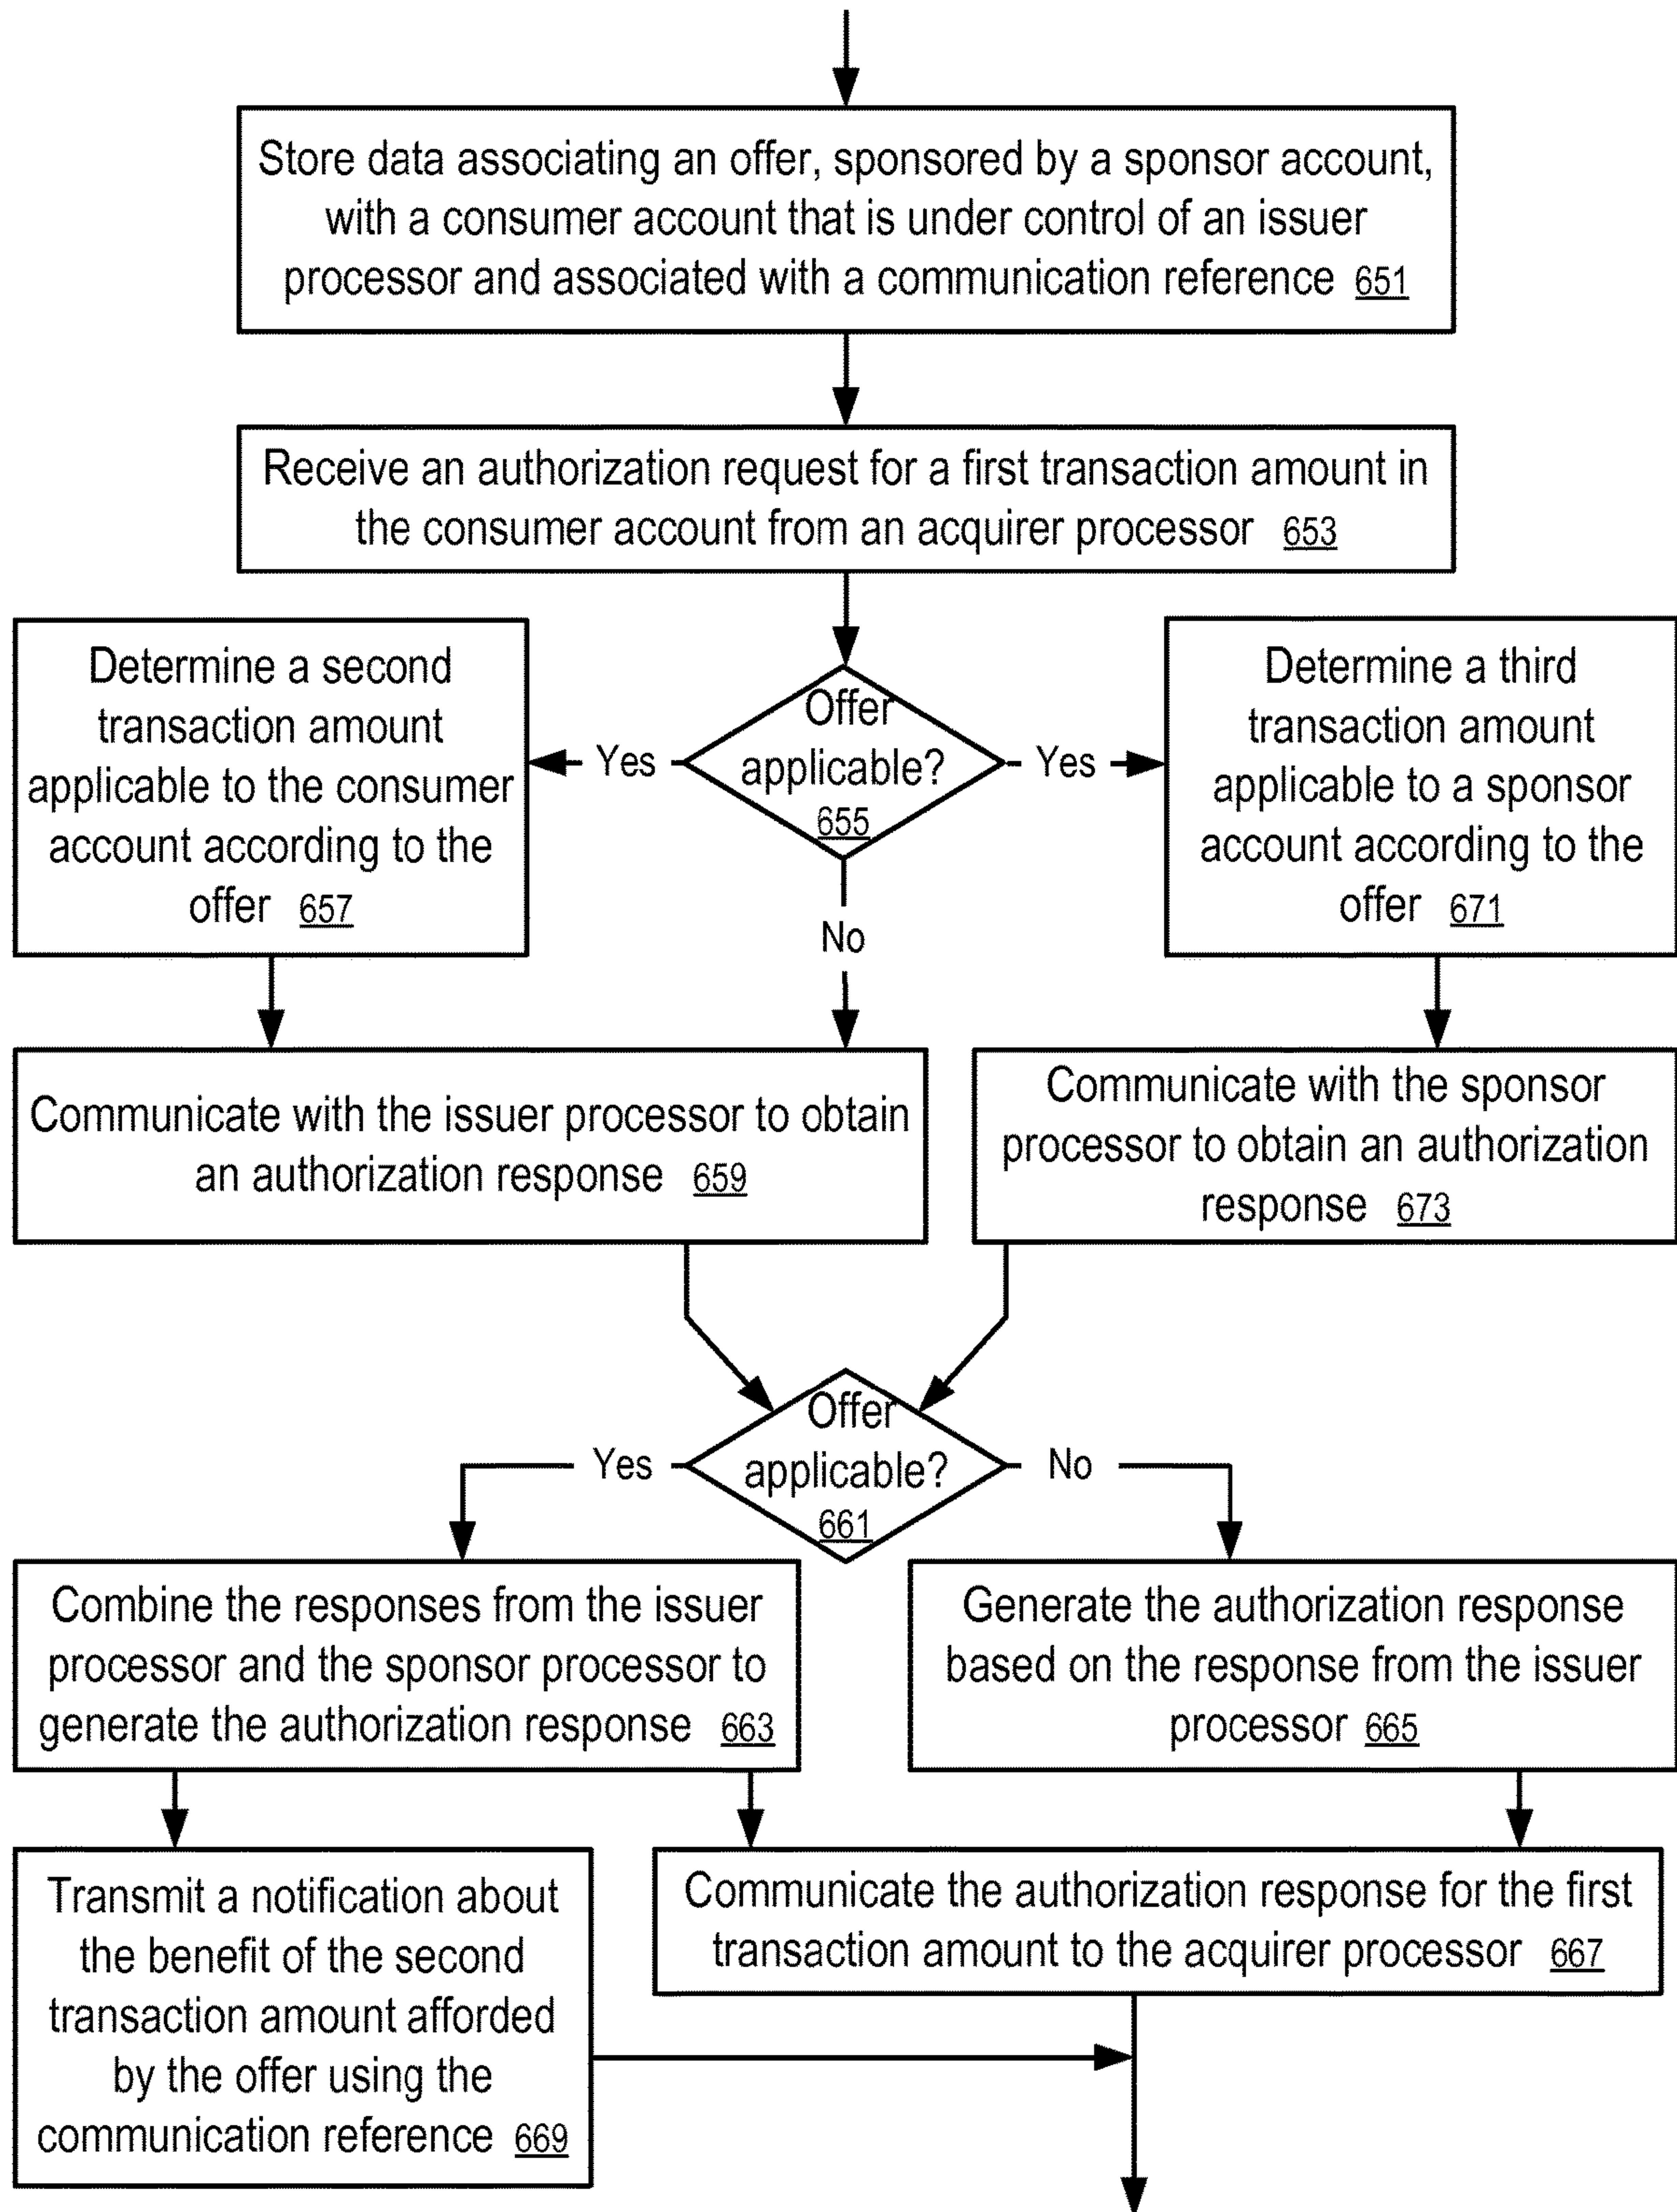 Store data associating an offer, sponsored by a sponsor account,
with a consumer account that is under control of an issuer
processor and associated with a communication reference 651
Receive an authorization request for a first transaction amount in
the consumer account from an acquirer processor 653
Determine a second
transaction amount
applicable to the consumer
account according to the
offer 657
Yes
Offer
applicable?
655
Yes
No
Determine a third
transaction amount
applicable to a sponsor
account according to the
offer 671
Communicate with the issuer processor to obtain
an authorization response 659
Communicate with the sponsor
processor to obtain an authorization
response 673
Yes
Offer
applicable?
661
No
Combine the responses from the issuer
processor and the sponsor processor to
generate the authorization response 663
Generate the authorization response
based on the response from the issuer
processor 665
Transmit a notification about
the benefit of the second
transaction amount afforded
by the offer using the
communication reference 669
Communicate the authorization response for the first
transaction amount to the acquirer processor 667